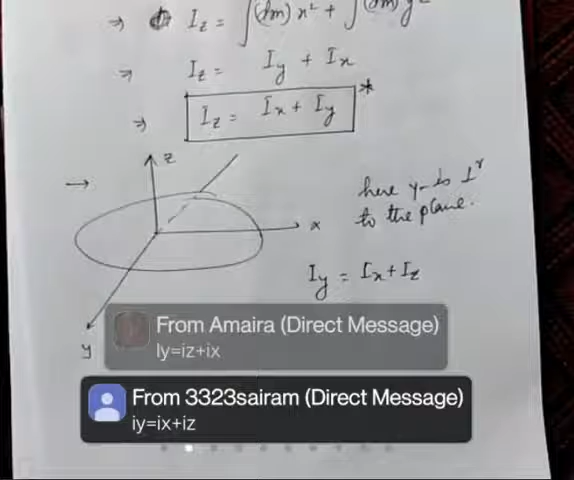 ⇒ I_z = ∫(dm) x² + ∫(dm) y²
⇒ I_z = I_y + I_x
⇒ I_z = I_x + I_y *
z
→
here y- is ⊥r
to the plane.
x
I_y = I_x + I_z
y
From Amaira (Direct Message)
Iy=iz+ix
From 3323sairam (Direct Message)
iy=ix+iz